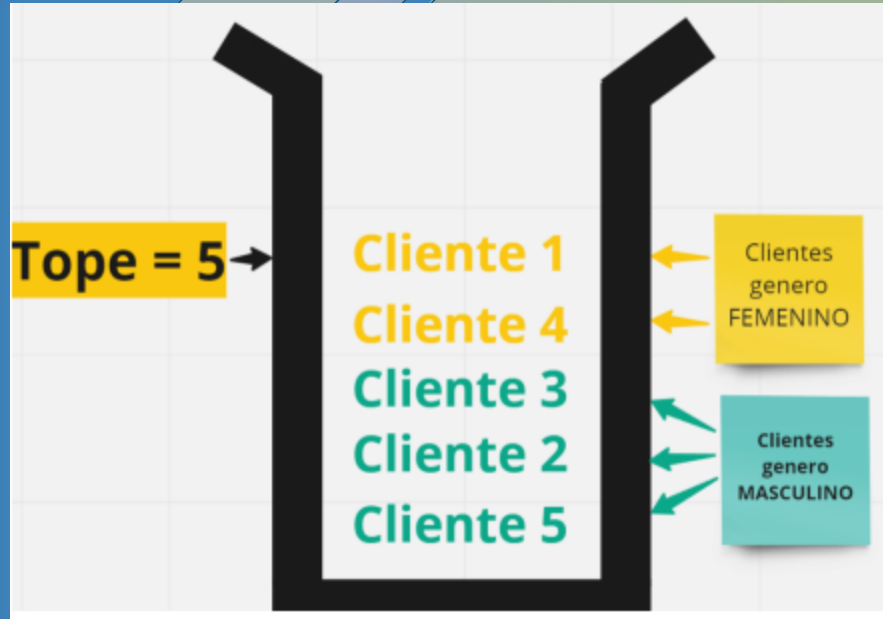 Tope = 5
Cliente 1
Cliente 4
Cliente 3
Cliente 2
Cliente 5
Clientes
genero
FEMENINO
Clientes
genero
MASCULINO